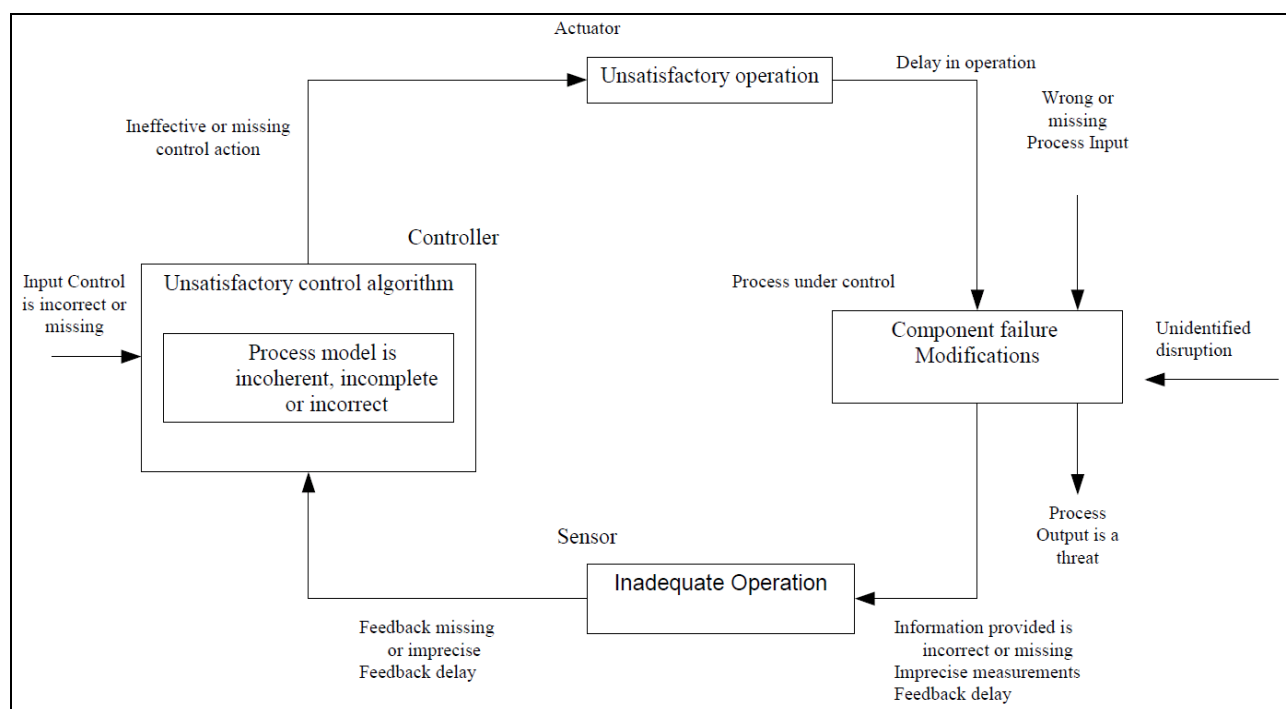 Actuator
Unsatisfactory operation
Delay in operation
Wrong or
missing
Process Input
Ineffective or missing
control action
Controller
Input Control
is incorrect or
missing
Unsatisfactory control algorithm
Process model is
incoherent, incomplete
or incorrect
Process under control
Component failure
Modifications
Unidentified
disruption
Process
Output is a
threat
Sensor
Inadequate Operation
Feedback missing
or imprecise
Feedback delay
Information provided is
incorrect or missing
Imprecise measurements
Feedback delay